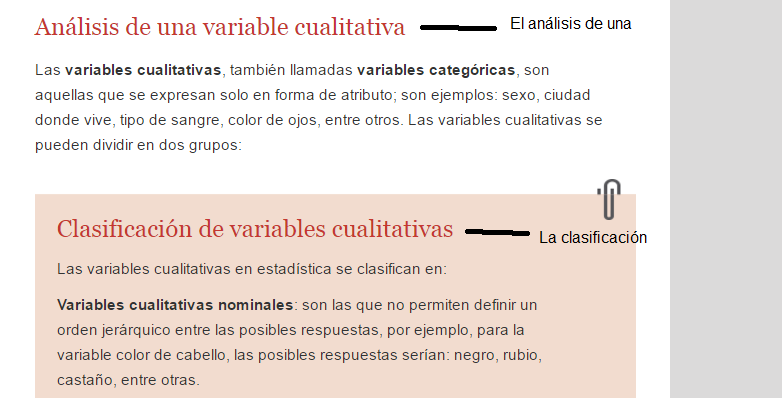 Análisis de una variable cualitativa
El análisis de una
Las variables cualitativas, también llamadas variables categóricas, son
aquellas que se expresan solo en forma de atributo; son ejemplos: sexo, ciudad
donde vive, tipo de sangre, color de ojos, entre otros. Las variables cualitativas se
pueden dividir en dos grupos:
Clasificación de variables cualitativas
La clasificación
Las variables cualitativas en estadística se clasifican en:
Variables cualitativas nominales: son las que no permiten definir un
orden jerárquico entre las posibles respuestas, por ejemplo, para la
variable color de cabello, las posibles respuestas serían: negro, rubio,
castaño, entre otras.